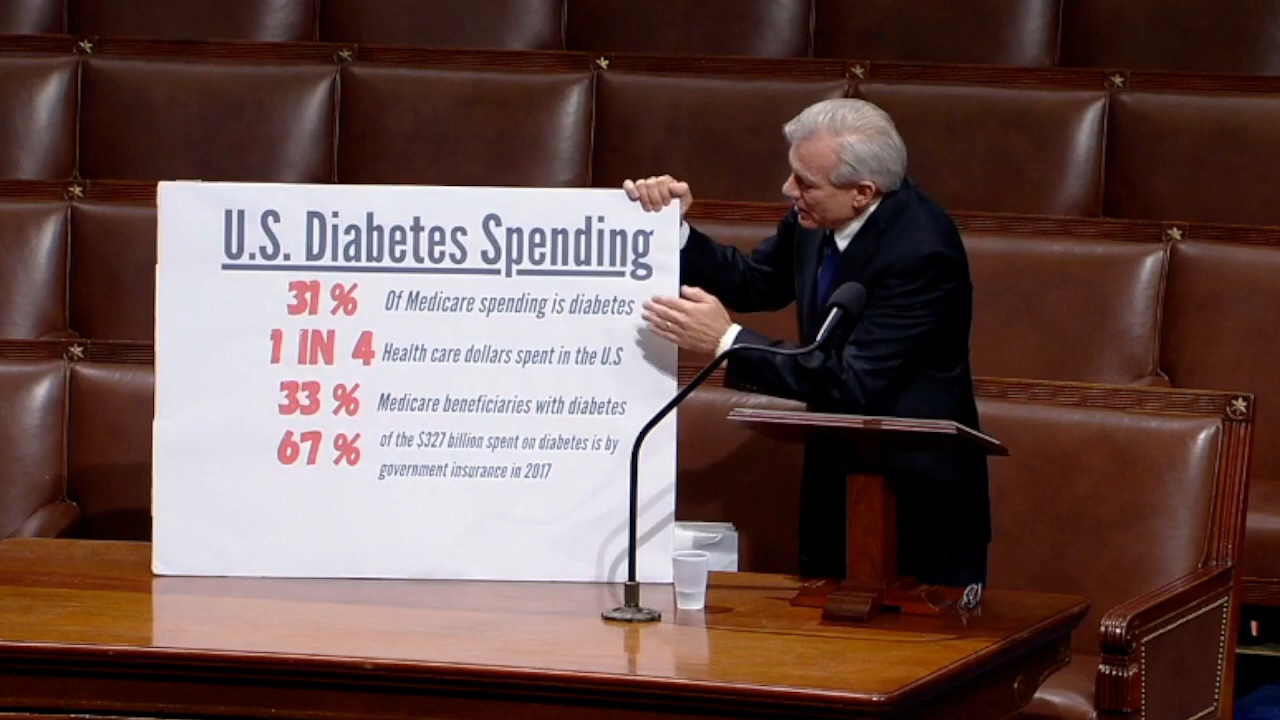 U.S. Diabetes Spending
31 % Of Medicare spending is diabetes
1 IN 4 Health care dollars spent in the U.S
33 % Medicare beneficiaries with diabetes
67 % of the $327 billion spent on diabetes is by
government insurance in 2017